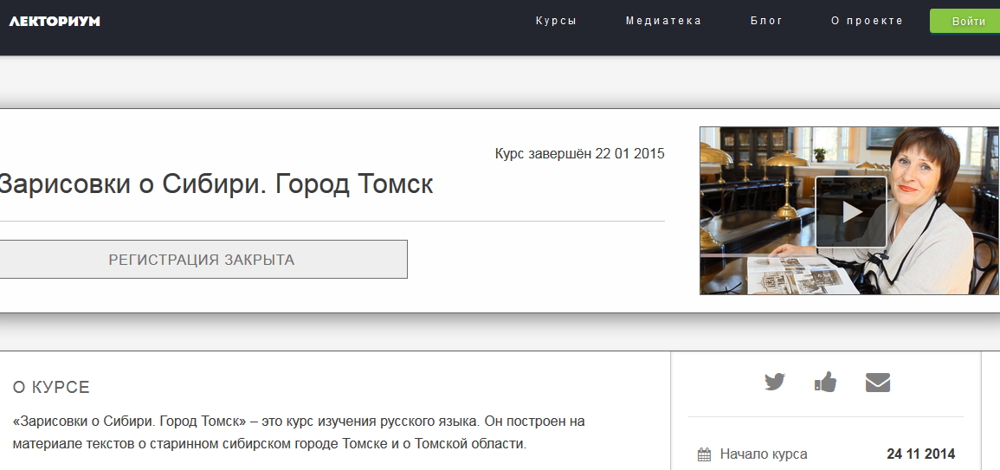 ЛЕКТОРИУМ
Курсы Медиатека Блог О проекте Войти
Курс завершён 22 01 2015
Зарисовки о Сибири. Город Томск
РЕГИСТРАЦИЯ ЗАКРЫТА
О КУРСЕ
«Зарисовки о Сибири. Город Томск» – это курс изучения русского языка. Он построен на
материале текстов о старинном сибирском городе Томске и о Томской области.
Начало курса 24 11 2014